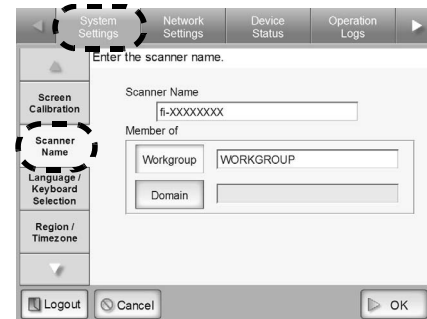 System
Settings
Network
Settings
Device
Status
Operation
Logs
Enter the scanner name.
Screen
Calibration
Scanner
Name
Language /
Keyboard
Selection
Region /
Timezone
Scanner Name
fi-XXXXXXXX
Member of
Workgroup WORKGROUP
Domain
Logout
Cancel
OK